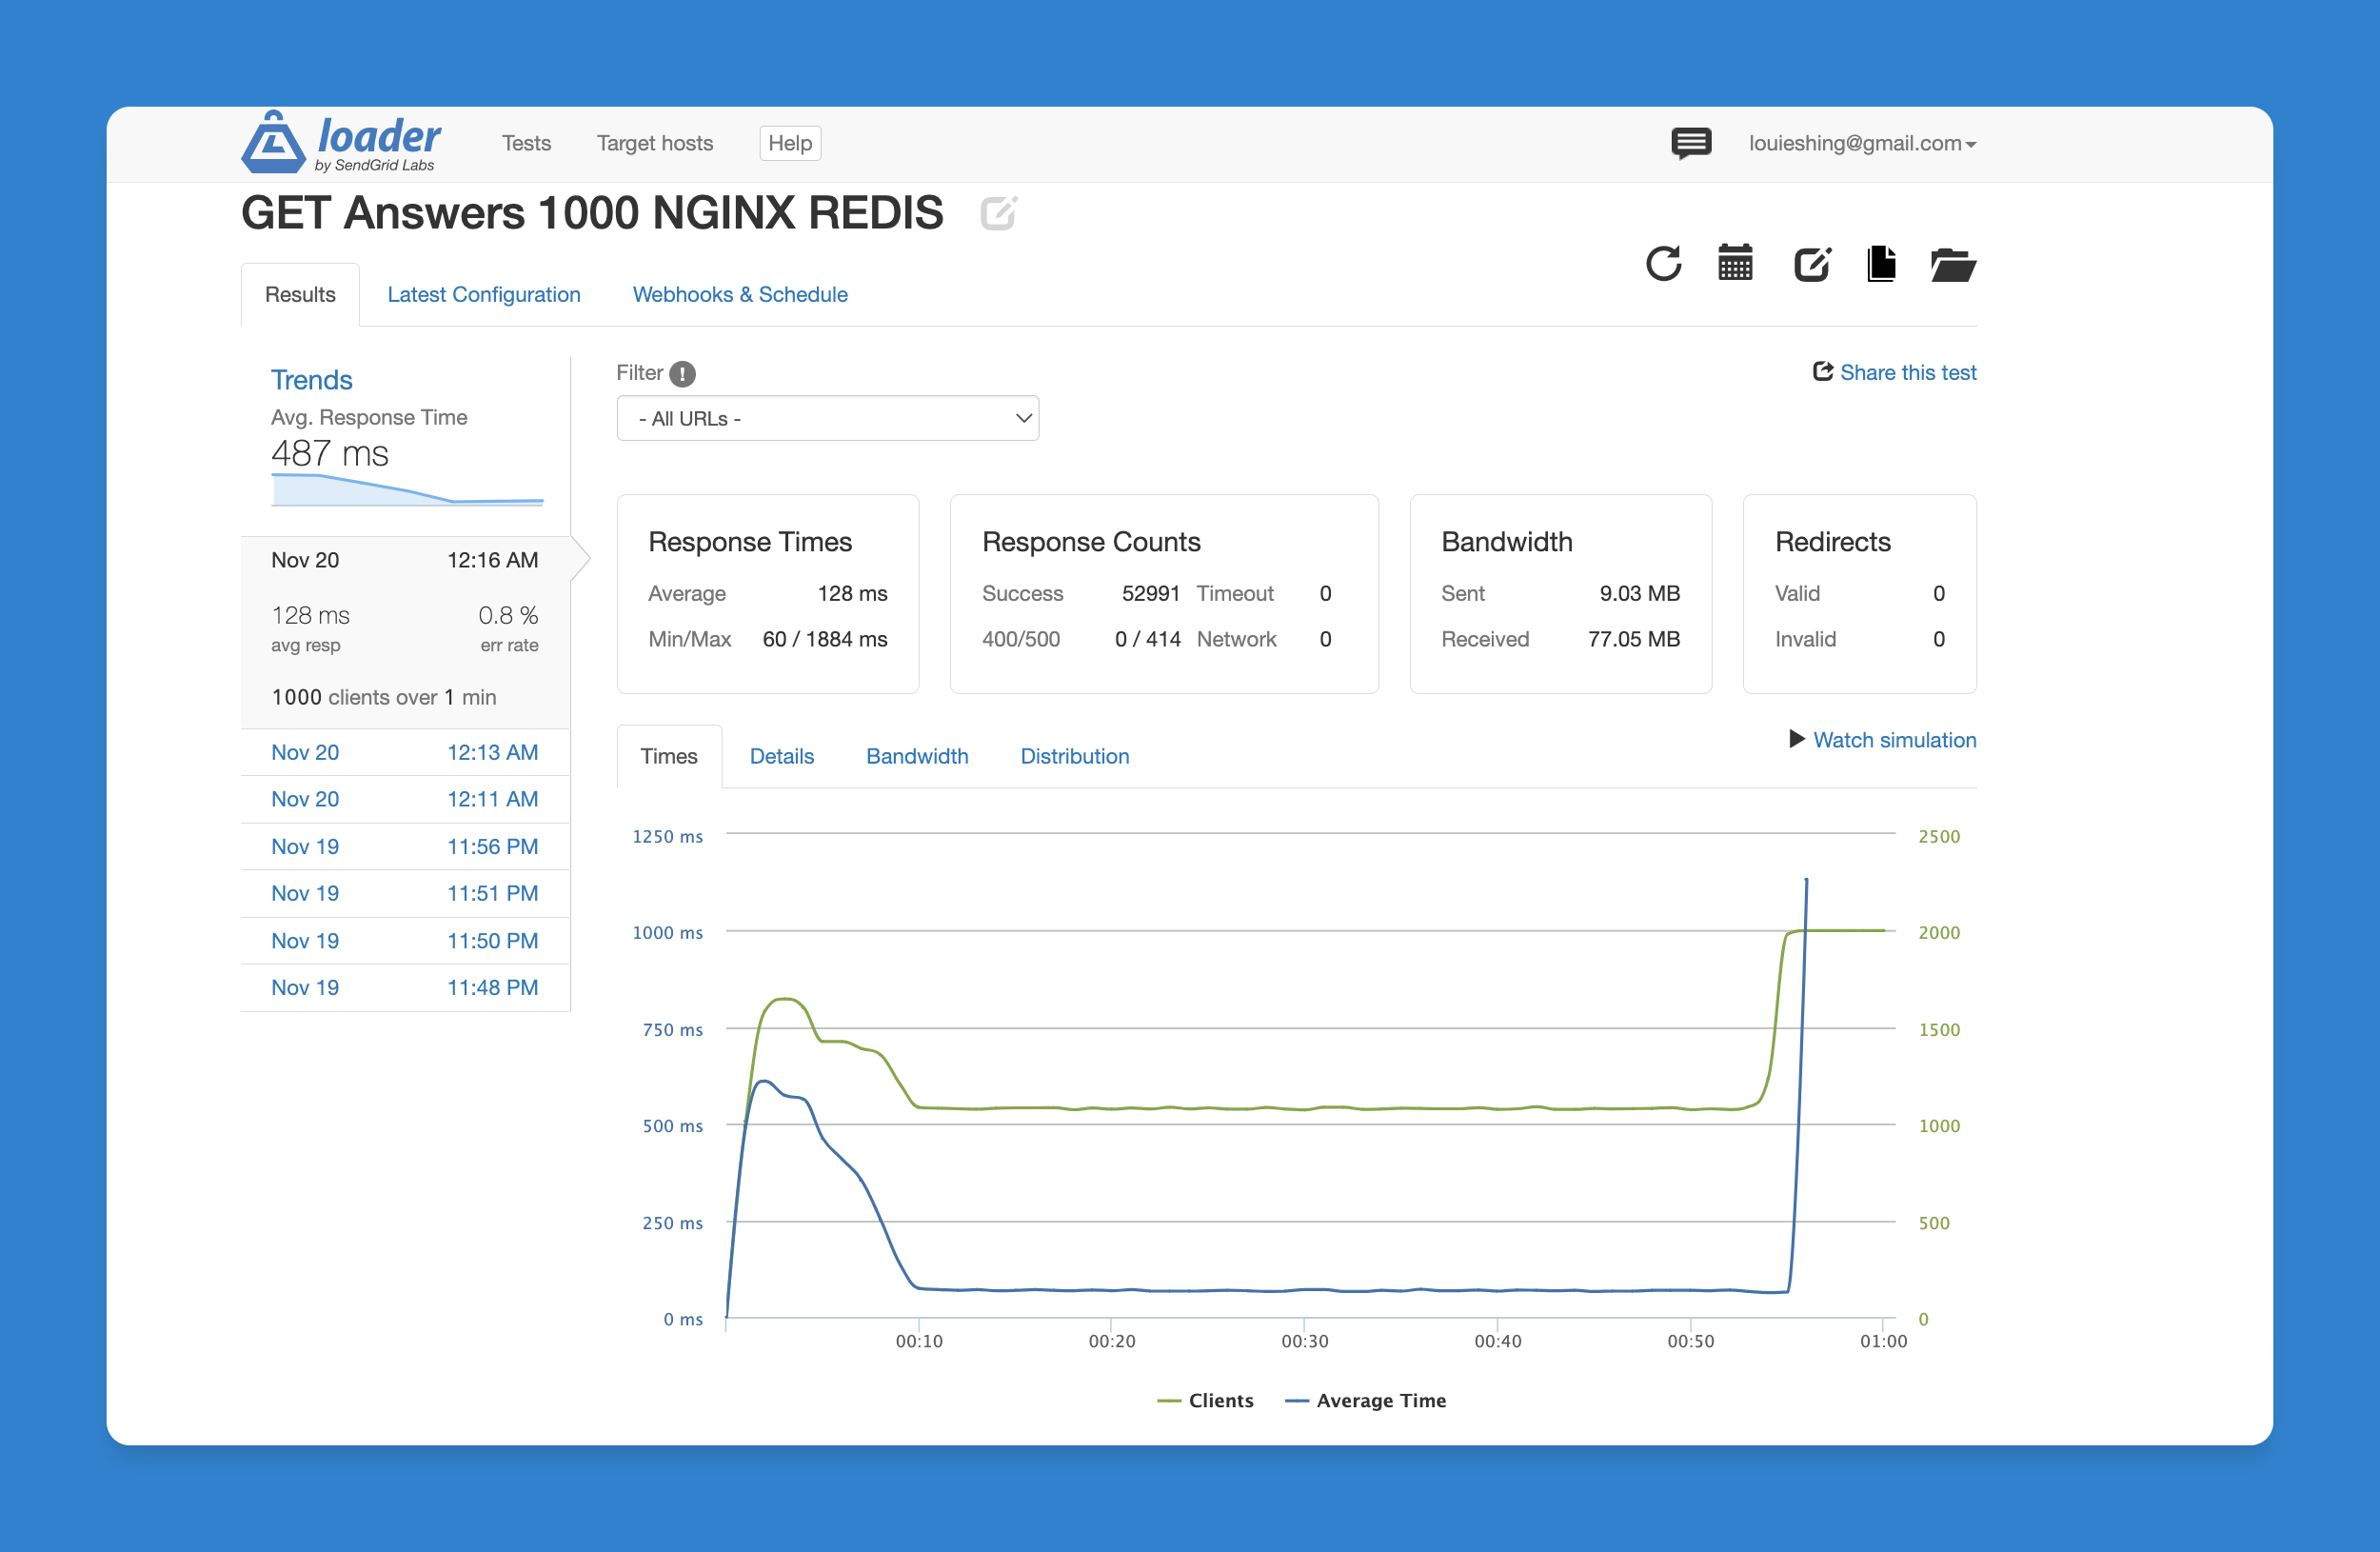 loader
by SendGrid Labs
Tests Target hosts Help louieshing@gmail.com
GET Answers 1000 NGINX REDIS
Results Latest Configuration Webhooks & Schedule
Trends
Avg. Response Time
487 ms
Nov 20 12:16 AM
128 ms 0.8 %
avg resp err rate
1000 clients over 1 min
Nov 20 12:13 AM
Nov 20 12:11 AM
Nov 19 11:56 PM
Nov 19 11:51 PM
Nov 19 11:50 PM
Nov 19 11:48 PM
Filter !
Share this test
- All URLs -
Response Times
Average 128 ms
Min/Max 60 / 1884 ms
Response Counts
Success 52991 Timeout 0
400/500 0 / 414 Network 0
Bandwidth
Sent 9.03 MB
Received 77.05 MB
Redirects
Valid 0
Invalid 0
Times Details Bandwidth Distribution
Watch simulation
1250 ms 2500
1000 ms 2000
750 ms 1500
500 ms 1000
250 ms 500
0 ms 0
00:10 00:20 00:30 00:40 00:50 01:00
Clients Average Time